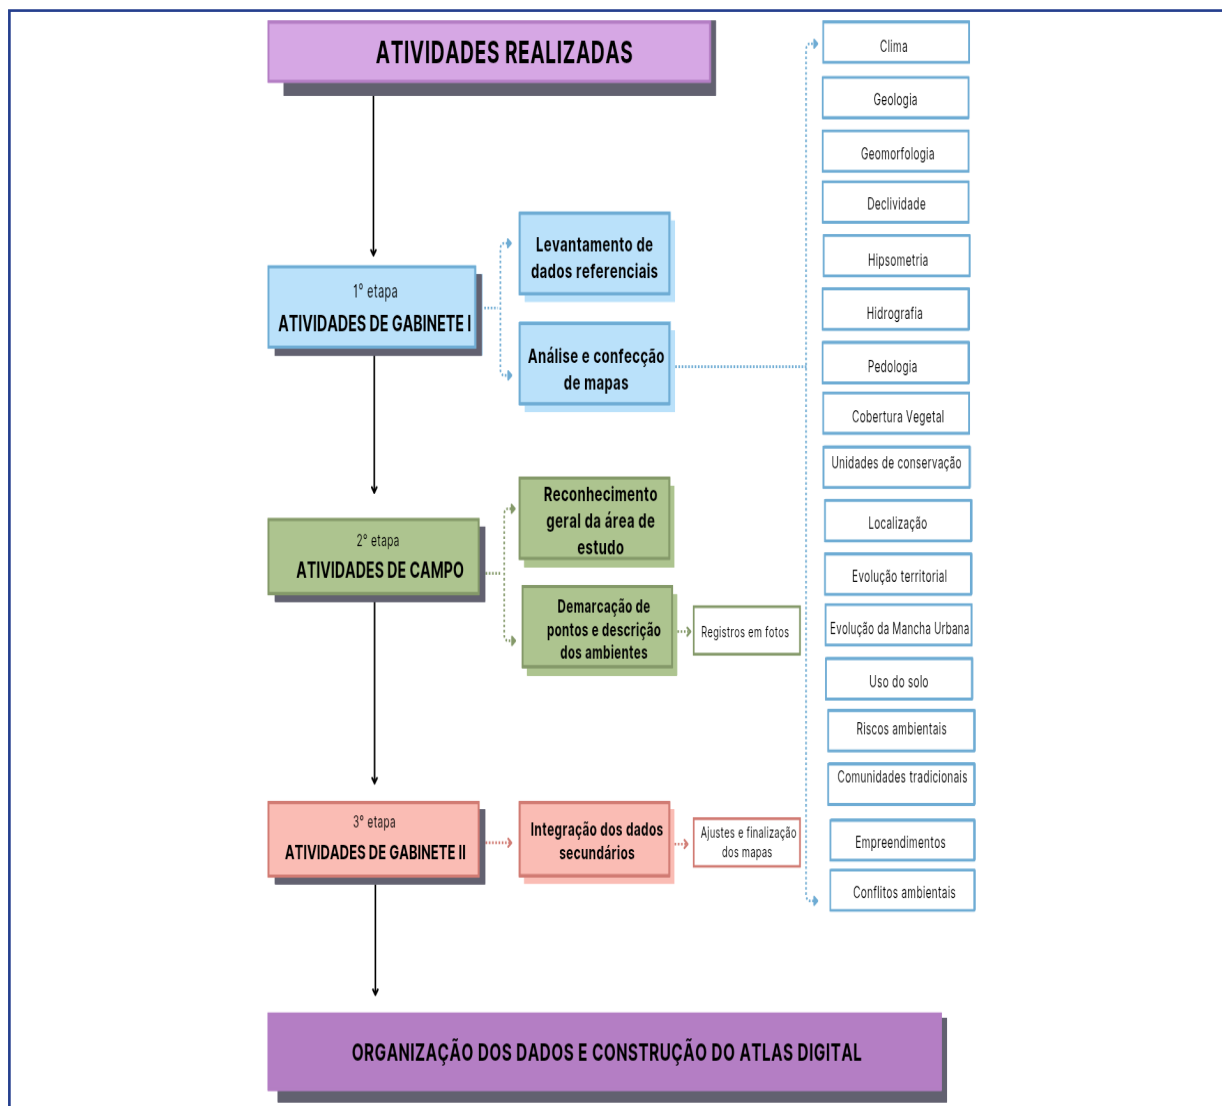 ATIVIDADES REALIZADAS
1º etapa
ATIVIDADES DE GABINETE I
Levantamento de
dados referenciais
Análise e confecção
de mapas
Clima
Geologia
Geomorfologia
Declividade
Hipsometria
Hidrografia
Pedologia
Cobertura Vegetal
Unidades de conservação
Localização
Evolução territorial
Evolução da Mancha Urbana
Uso do solo
Riscos ambientais
Comunidades tradicionais
Empreendimentos
Conflitos ambientais
2º etapa
ATIVIDADES DE CAMPO
Reconhecimento
geral da área de
estudo
Demarcação de
pontos e descrição
dos ambientes
Registros em fotos
3º etapa
ATIVIDADES DE GABINETE II
Integração dos dados
secundários
Ajustes e finalização
dos mapas
ORGANIZAÇÃO DOS DADOS E CONSTRUÇÃO DO ATLAS DIGITAL